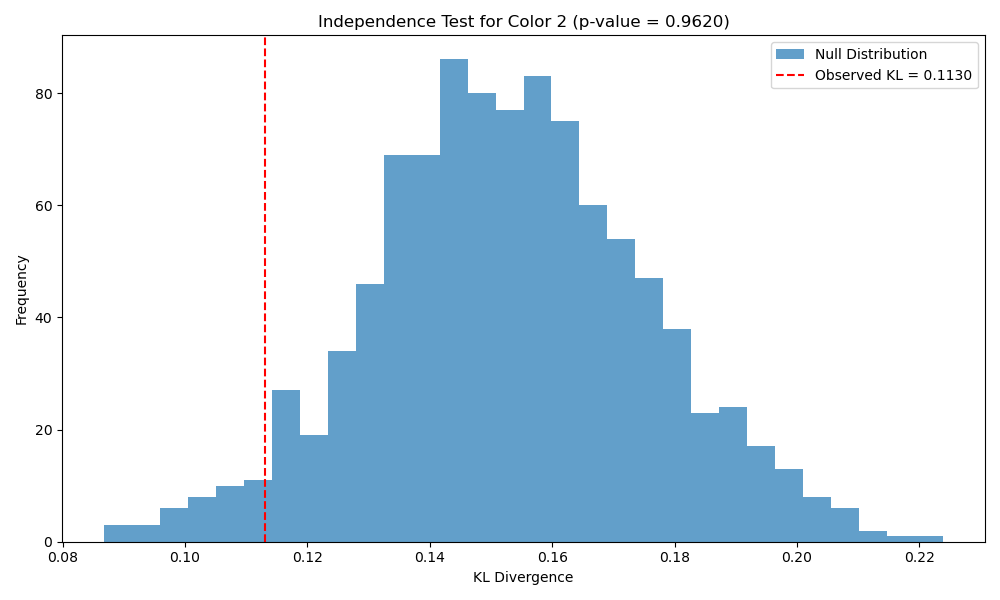 Independence Test for Color 2 (p-value = 0.9620)
Null Distribution
Observed KL = 0.1130
Frequency
80
60
40
20
0
0.08 0.10 0.12 0.14 0.16 0.18 0.20 0.22
KL Divergence